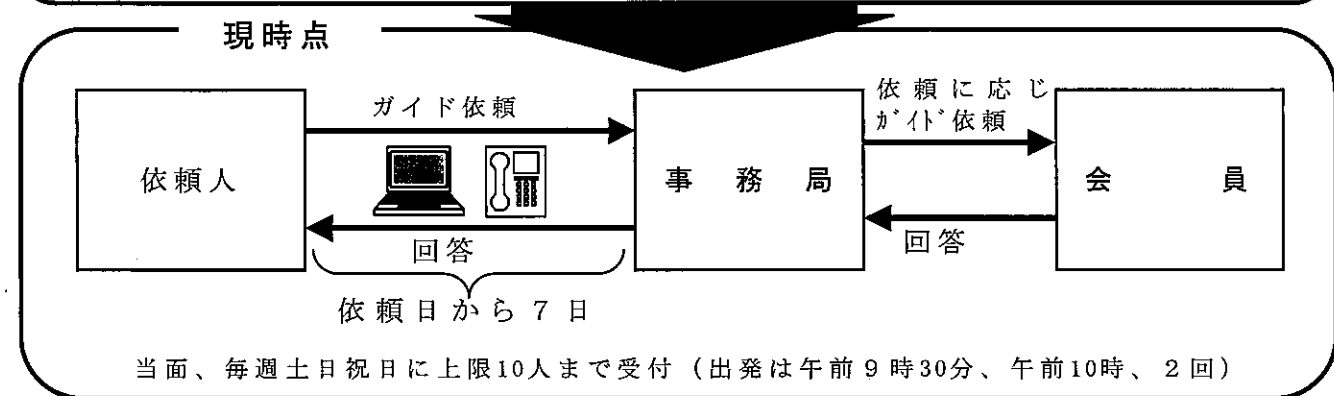 現時点
ガイド依頼
依頼に応じ
ｶﾞｲﾄﾞ依頼
依頼人
事務局
会員
回答
回答
依頼日から７日
当面、毎週土日祝日に上限10人まで受付（出発は午前９時30分、午前10時、２回）